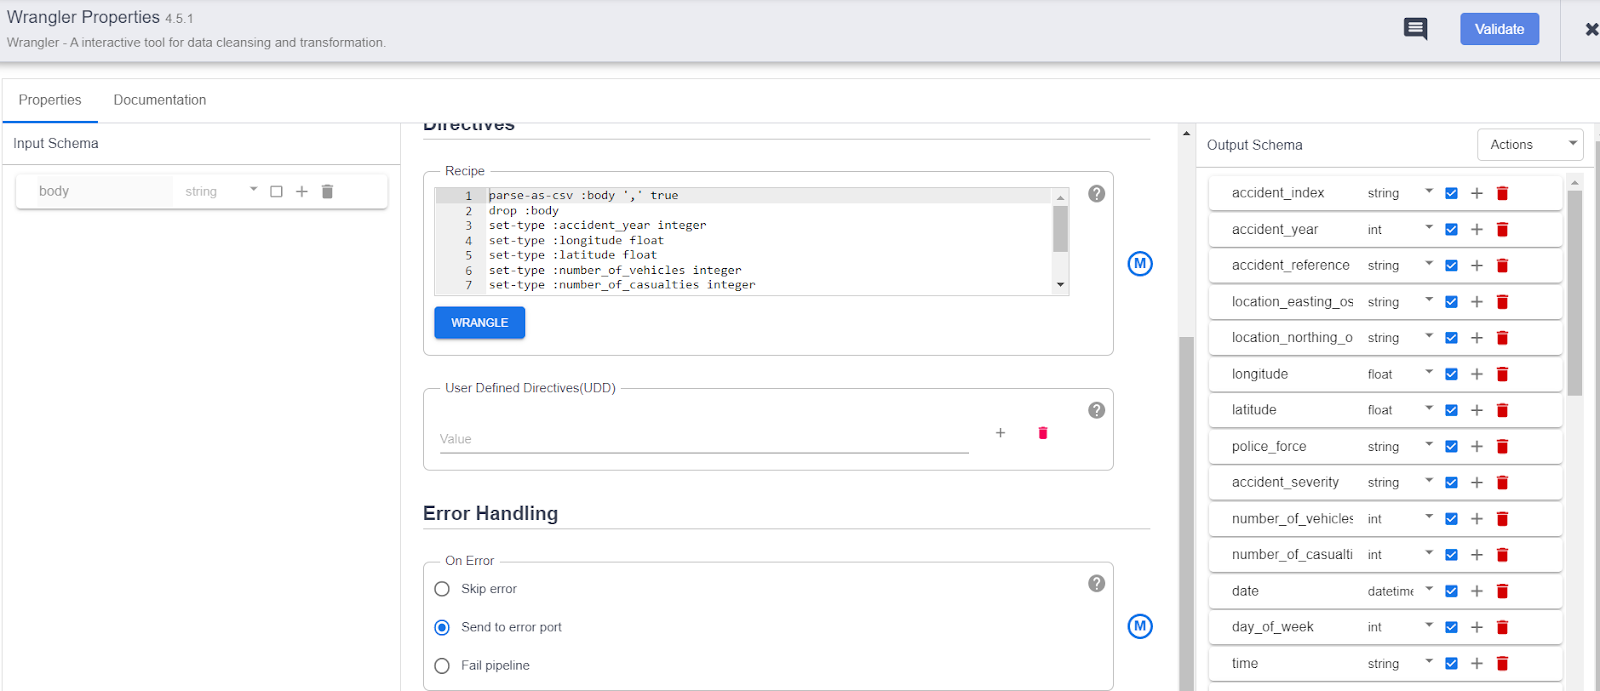 Wrangler Properties 4.5.1
Wrangler - A interactive tool for data cleansing and transformation.
Validate
Properties
Documentation
Input Schema
body
string
Directives
Recipe
1 parse-as-csv :body ',' true
2 drop :body
3 set-type :accident_year integer
4 set-type :longitude float
5 set-type :latitude float
6 set-type :number_of_vehicles integer
7 set-type :number_of_casualties integer
M
WRANGLE
User Defined Directives(UDD)
Value
Error Handling
On Error
Skip error
Send to error port
Fail pipeline
M
Output Schema
Actions
accident_index string
accident_year int
accident_reference string
location_easting_os string
location_northing_o string
longitude float
latitude float
police_force string
accident_severity string
number_of_vehicles int
number_of_casualti int
date datetime
day_of_week int
time string